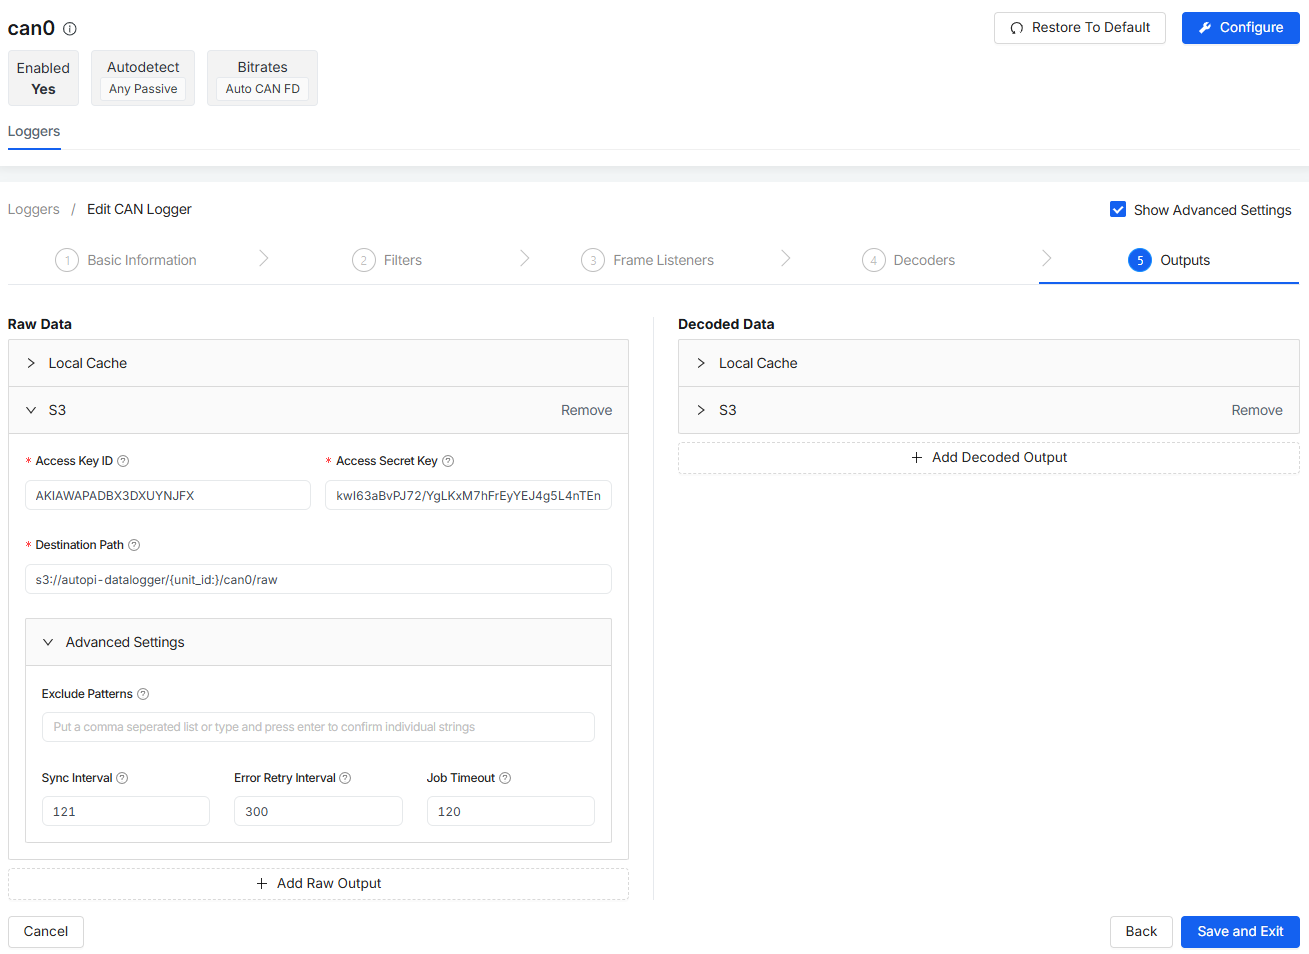 can0
Restore To Default
Configure
Enabled
Yes
Autodetect
Any Passive
Bitrates
Auto CAN FD
Loggers
Loggers / Edit CAN Logger
Show Advanced Settings
1 Basic Information
2 Filters
3 Frame Listeners
4 Decoders
5 Outputs
Raw Data
Local Cache
S3
Remove
* Access Key ID
* Access Secret Key
AKIAWAPADBX3DXUYNJFX
kwI63aBvPJ72/YgLKxM7hFrEyYEJ4g5L4nTEn
* Destination Path
s3://autopi-datalogger/{unit_id:}/can0/raw
Advanced Settings
Exclude Patterns
Put a comma seperated list or type and press enter to confirm individual strings
Sync Interval
Error Retry Interval
Job Timeout
121
300
120
+ Add Raw Output
Decoded Data
Local Cache
S3
Remove
+ Add Decoded Output
Cancel
Back
Save and Exit